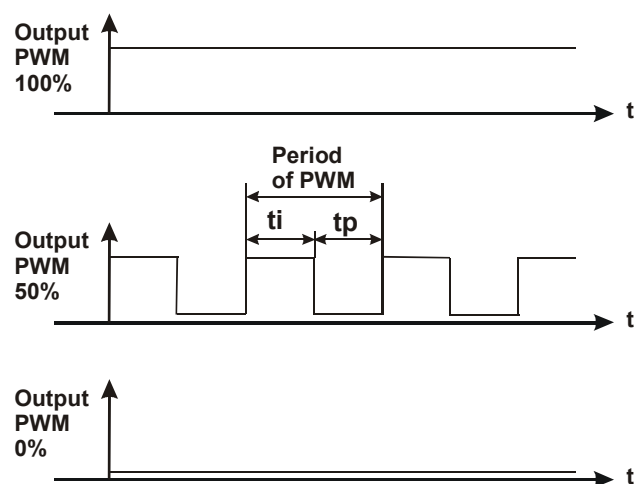 Output
PWM
100%
t
Period
of PWM
ti
tp
Output
PWM
50%
t
Output
PWM
0%
t